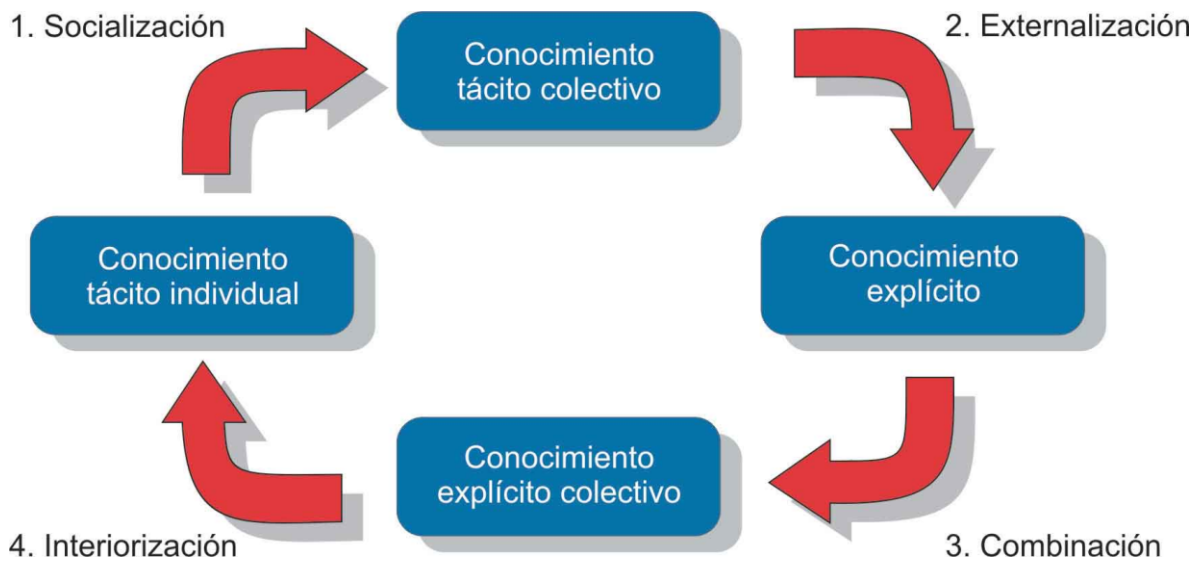 1. Socialización
Conocimiento
tácito colectivo
2. Externalización
Conocimiento
tácito individual
Conocimiento
explícito
Conocimiento
explícito colectivo
4. Interiorización
3. Combinación